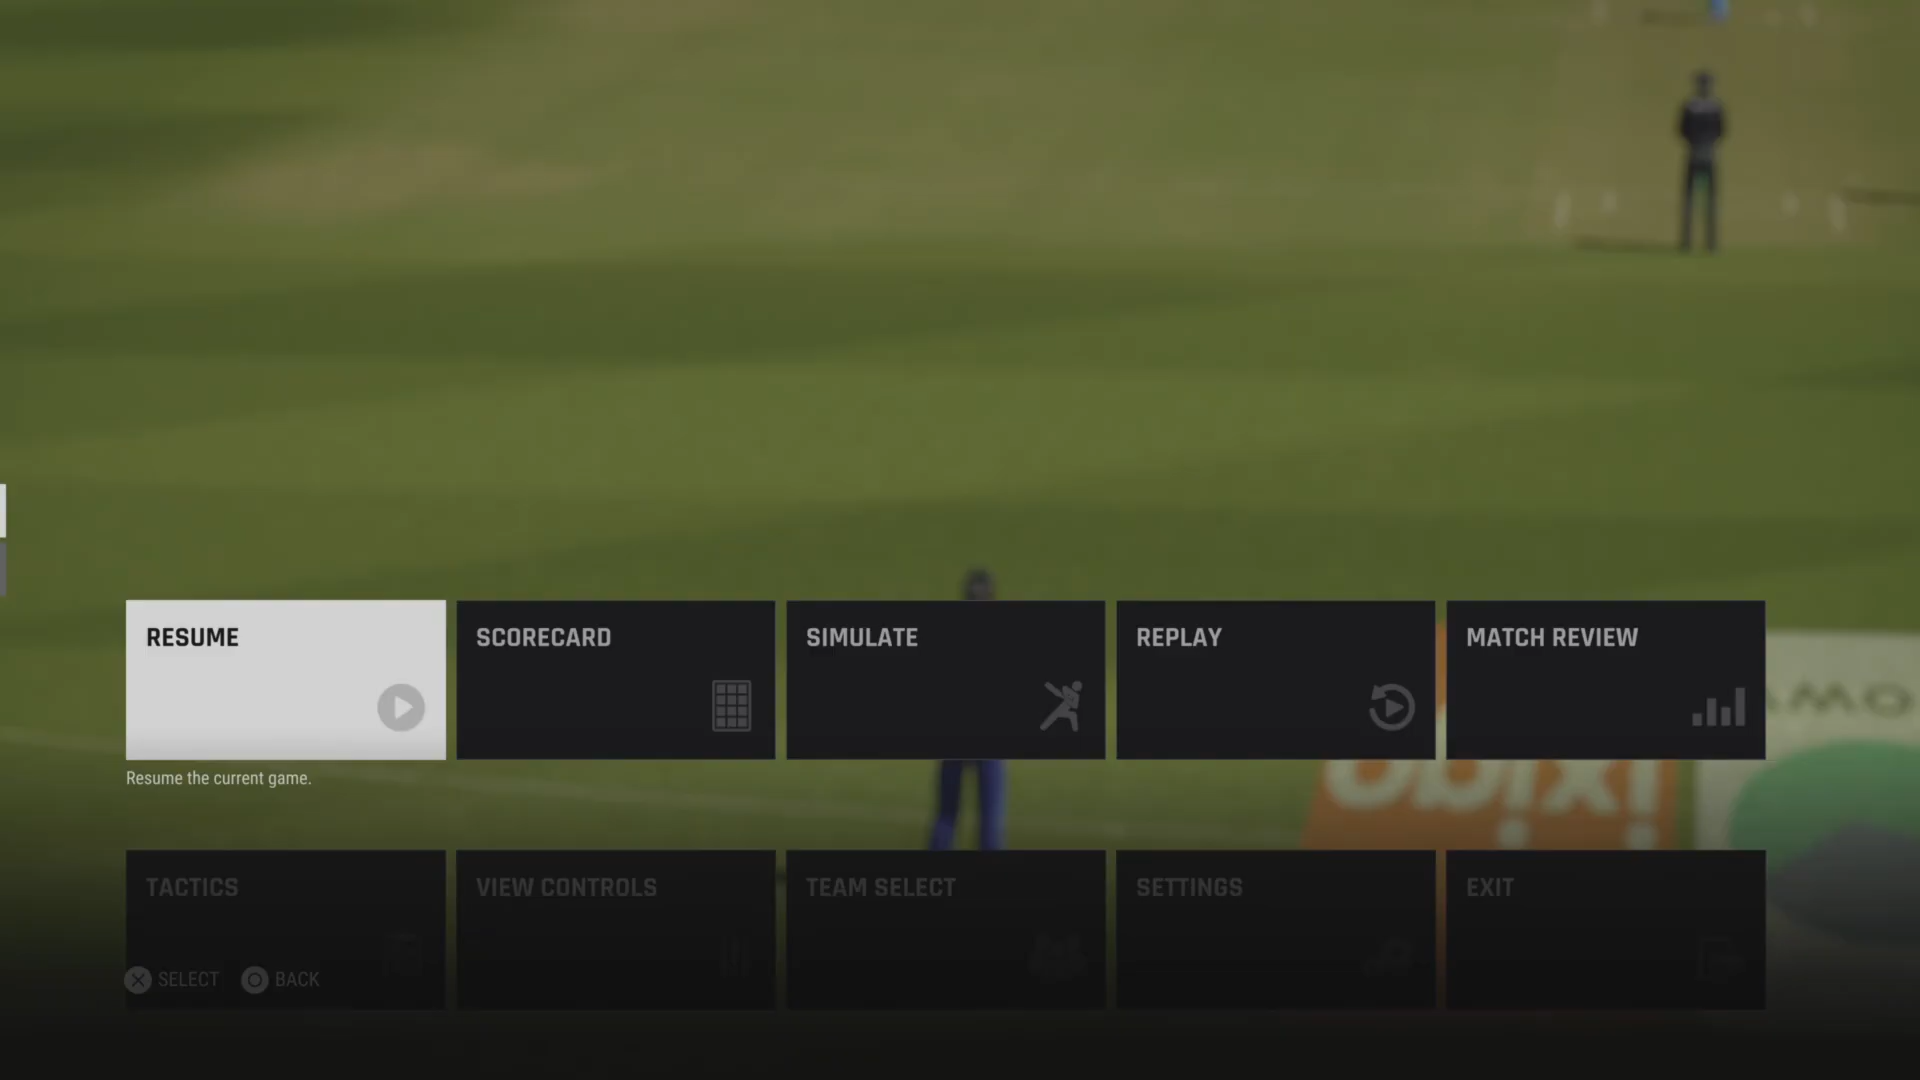 RESUME
SCORECARD
SIMULATE
REPLAY
MATCH REVIEW
Resume the current game.
ixigo
TACTICS
VIEW CONTROLS
TEAM SELECT
SETTINGS
EXIT
SELECT
BACK